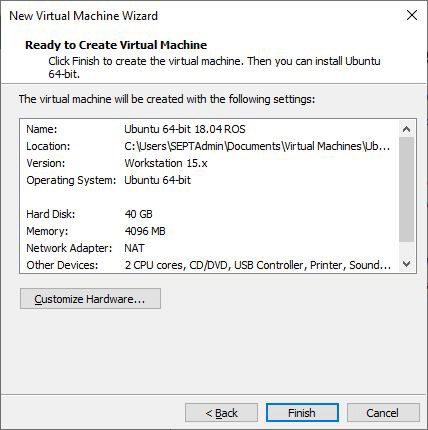 New Virtual Machine Wizard
Ready to Create Virtual Machine
Click Finish to create the virtual machine. Then you can install Ubuntu
64-bit.
The virtual machine will be created with the following settings:
Name: Ubuntu 64-bit 18.04 ROS
Location: C:\Users\SEPTAdmin\Documents\Virtual Machines\Ub...
Version: Workstation 15.x
Operating System: Ubuntu 64-bit
Hard Disk: 40 GB
Memory: 4096 MB
Network Adapter: NAT
Other Devices: 2 CPU cores, CD/DVD, USB Controller, Printer, Sound...
Customize Hardware...
< Back Finish Cancel